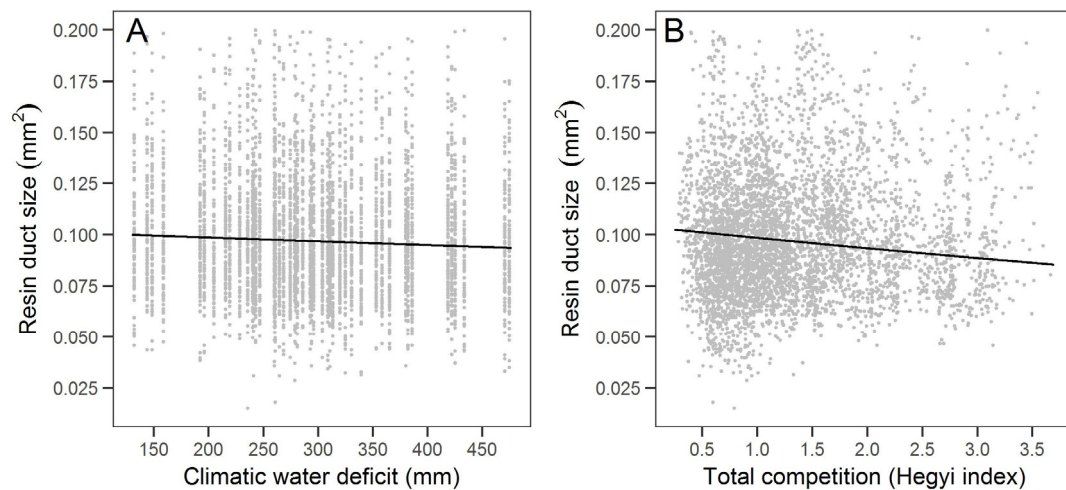 A
Resin duct size (mm²)
0.200
0.175
0.150
0.125
0.100
0.075
0.050
0.025
150 200 250 300 350 400 450
Climatic water deficit (mm)
B
Resin duct size (mm²)
0.200
0.175
0.150
0.125
0.100
0.075
0.050
0.025
0.5 1.0 1.5 2.0 2.5 3.0 3.5
Total competition (Hegyi index)